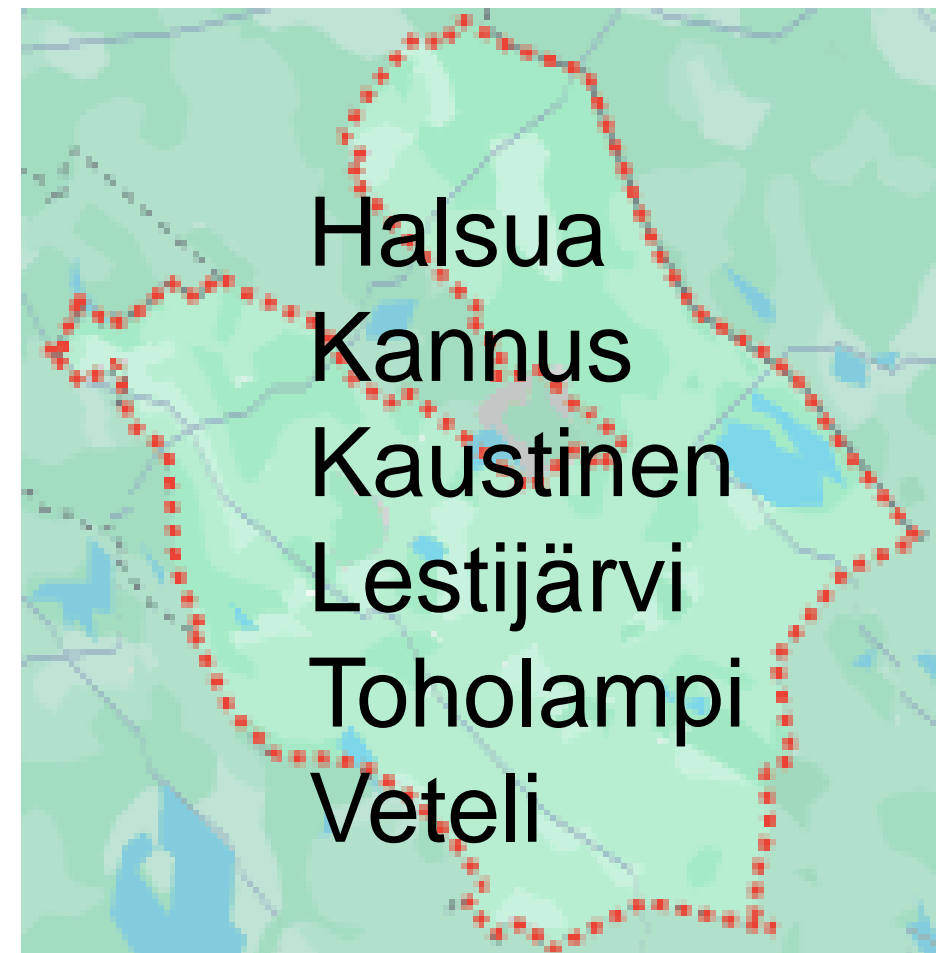 Halsua
Kannus
Kaustinen
Lestijärvi
Toholampi
Veteli